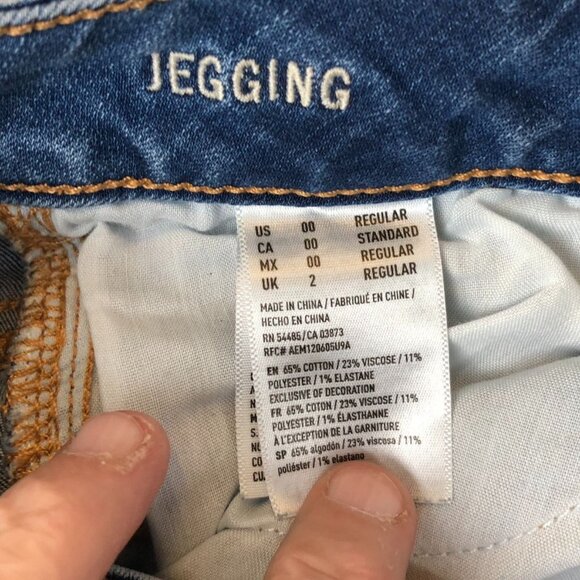 JEGGING
US 00 REGULAR
CA 00 STANDARD
MX 00 REGULAR
UK 2 REGULAR
MADE IN CHINA / FABRIQUÉ EN CHINE /
HECHO EN CHINA
RN 54485/CA 03873
RFC# AEM120605U9A
EN 65% COTTON / 23% VISCOSE / 11%
POLYESTER / 1% ELASTANE
EXCLUSIVE OF DECORATION
FR 65% COTON / 23% VISCOSE / 11%
POLYESTER / 1% ÉLASTHANNE
À L'EXCEPTION DE LA GARNITURE
SP 65% algodón / 23% viscosa / 11%
poliéster / 1% elastano